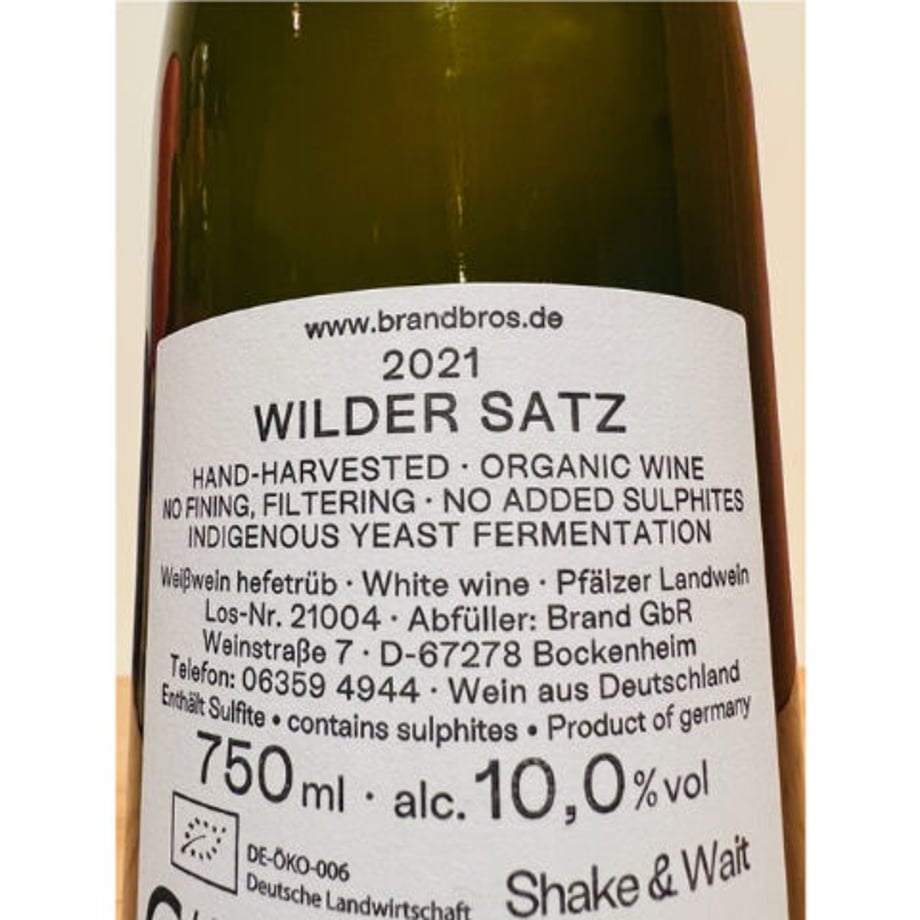 www.brandbros.de
2021
WILDER SATZ
HAND-HARVESTED · ORGANIC WINE
NO FINING, FILTERING · NO ADDED SULPHITES
INDIGENOUS YEAST FERMENTATION
Weißwein hefetrüb · White wine · Pfälzer Landwein
Los-Nr. 21004 · Abfüller: Brand GbR
Weinstraße 7 · D-67278 Bockenheim
Telefon: 06359 4944 · Wein aus Deutschland
Enthält Sulfite • contains sulphites • Product of germany
750 ml · alc. 10,0 % vol
DE-ÖKO-006
Deutsche Landwirtschaft
Shake & Wait